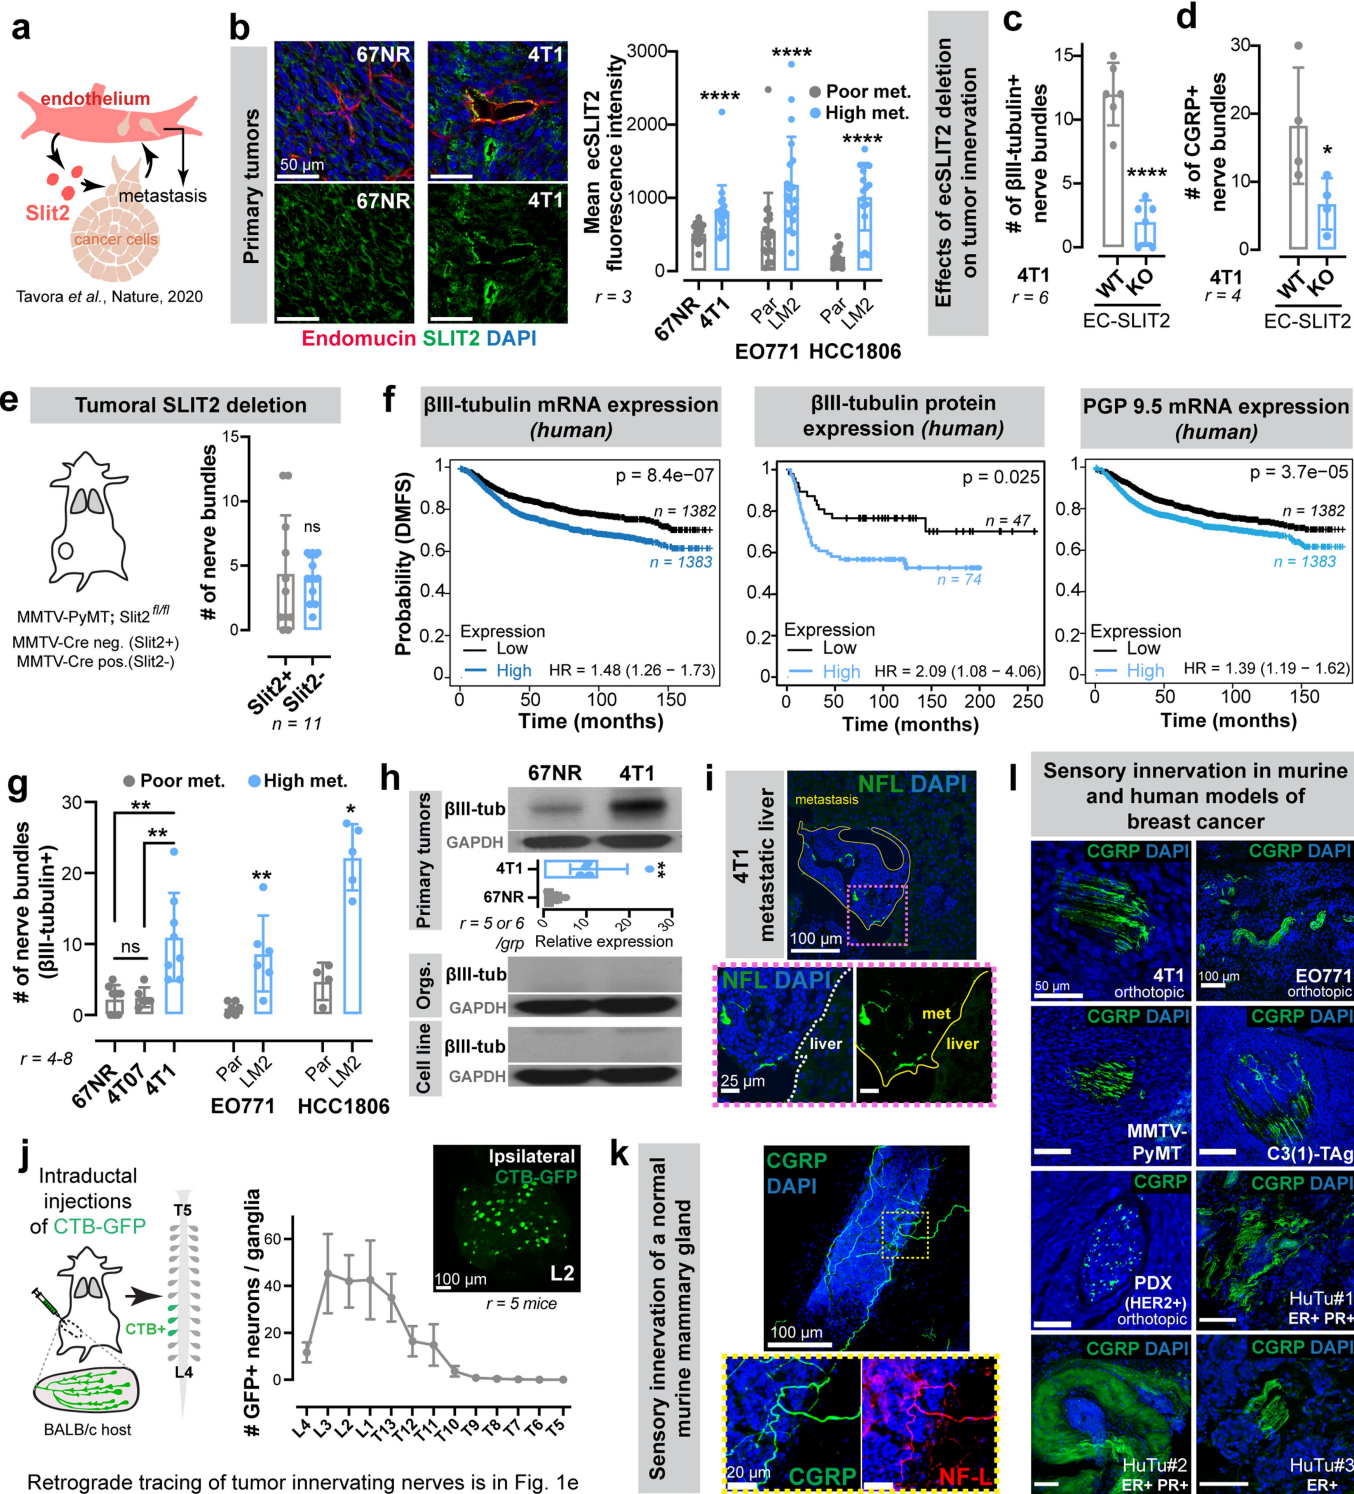 a
endothelium
Slit2
metastasis
cancer cells
Tavora et al., Nature, 2020
b
Primary tumors
67NR
4T1
50 µm
67NR
4T1
Endomucin SLIT2 DAPI
Mean ecSLIT2
fluorescence intensity
3000
2000
1000
0
****
****
****
Poor met.
High met.
r = 3
67NR
4T1
Par
LM2
Par
LM2
EO771
HCC1806
Effects of ecSLIT2 deletion
on tumor innervation
c
# of βIII-tubulin+
nerve bundles
15
10
5
0
****
4T1
r = 6
WT
KO
EC-SLIT2
d
# of CGRP+
nerve bundles
30
20
10
0
*
4T1
r = 4
WT
KO
EC-SLIT2
e
Tumoral SLIT2 deletion
MMTV-PyMT; Slit2 fl/fl
MMTV-Cre neg. (Slit2+)
MMTV-Cre pos.(Slit2-)
# of nerve bundles
15
10
5
0
ns
Slit2+
Slit2-
n = 11
f
βIII-tubulin mRNA expression
(human)
Probability (DMFS)
1
0.8
0.6
0.4
0.2
0
p = 8.4e−07
n = 1382
n = 1383
Expression
Low
High
HR = 1.48 (1.26 − 1.73)
0 50 100 150
Time (months)
βIII-tubulin protein
expression (human)
1
0.8
0.6
0.4
0.2
0
p = 0.025
n = 47
n = 74
Expression
Low
High
HR = 2.09 (1.08 − 4.06)
0 50 100 150 200 250
Time (months)
PGP 9.5 mRNA expression
(human)
1
0.8
0.6
0.4
0.2
0
p = 3.7e−05
n = 1382
n = 1383
Expression
Low
High
HR = 1.39 (1.19 − 1.62)
0 50 100 150
Time (months)
g
Poor met.
High met.
# of nerve bundles
(βIII-tubulin+)
30
20
10
0
**
**
ns
**
*
r = 4-8
67NR
4T07
4T1
Par
LM2
Par
LM2
EO771
HCC1806
h
67NR
4T1
Primary tumors
βIII-tub
GAPDH
4T1
67NR
**
r = 5 or 6
/grp
0
10
20
30
Relative expression
Orgs.
βIII-tub
GAPDH
Cell line
βIII-tub
GAPDH
i
4T1
metastatic liver
NFL DAPI
metastasis
100 µm
NFL DAPI
liver
25 µm
met
liver
j
Intraductal
injections
of CTB-GFP
T5
CTB+
L4
BALB/c host
# GFP+ neurons / ganglia
60
40
20
0
L4
L3
L2
L1
T13
T12
T11
T10
T9
T8
T7
T6
T5
Ipsilateral
CTB-GFP
100 µm
L2
r = 5 mice
Retrograde tracing of tumor innervating nerves is in Fig. 1e
k
Sensory innervation of a normal
murine mammary gland
CGRP
DAPI
100 µm
20 µm
CGRP
NF-L
l
Sensory innervation in murine
and human models of
breast cancer
CGRP DAPI
4T1
50 µm
orthotopic
CGRP DAPI
EO771
100 µm
orthotopic
CGRP DAPI
MMTV-
PyMT
CGRP DAPI
C3(1)-TAg
CGRP
PDX
(HER2+)
orthotopic
CGRP DAPI
HuTu#1
ER+ PR+
CGRP DAPI
HuTu#2
ER+ PR+
CGRP DAPI
HuTu#3
ER+